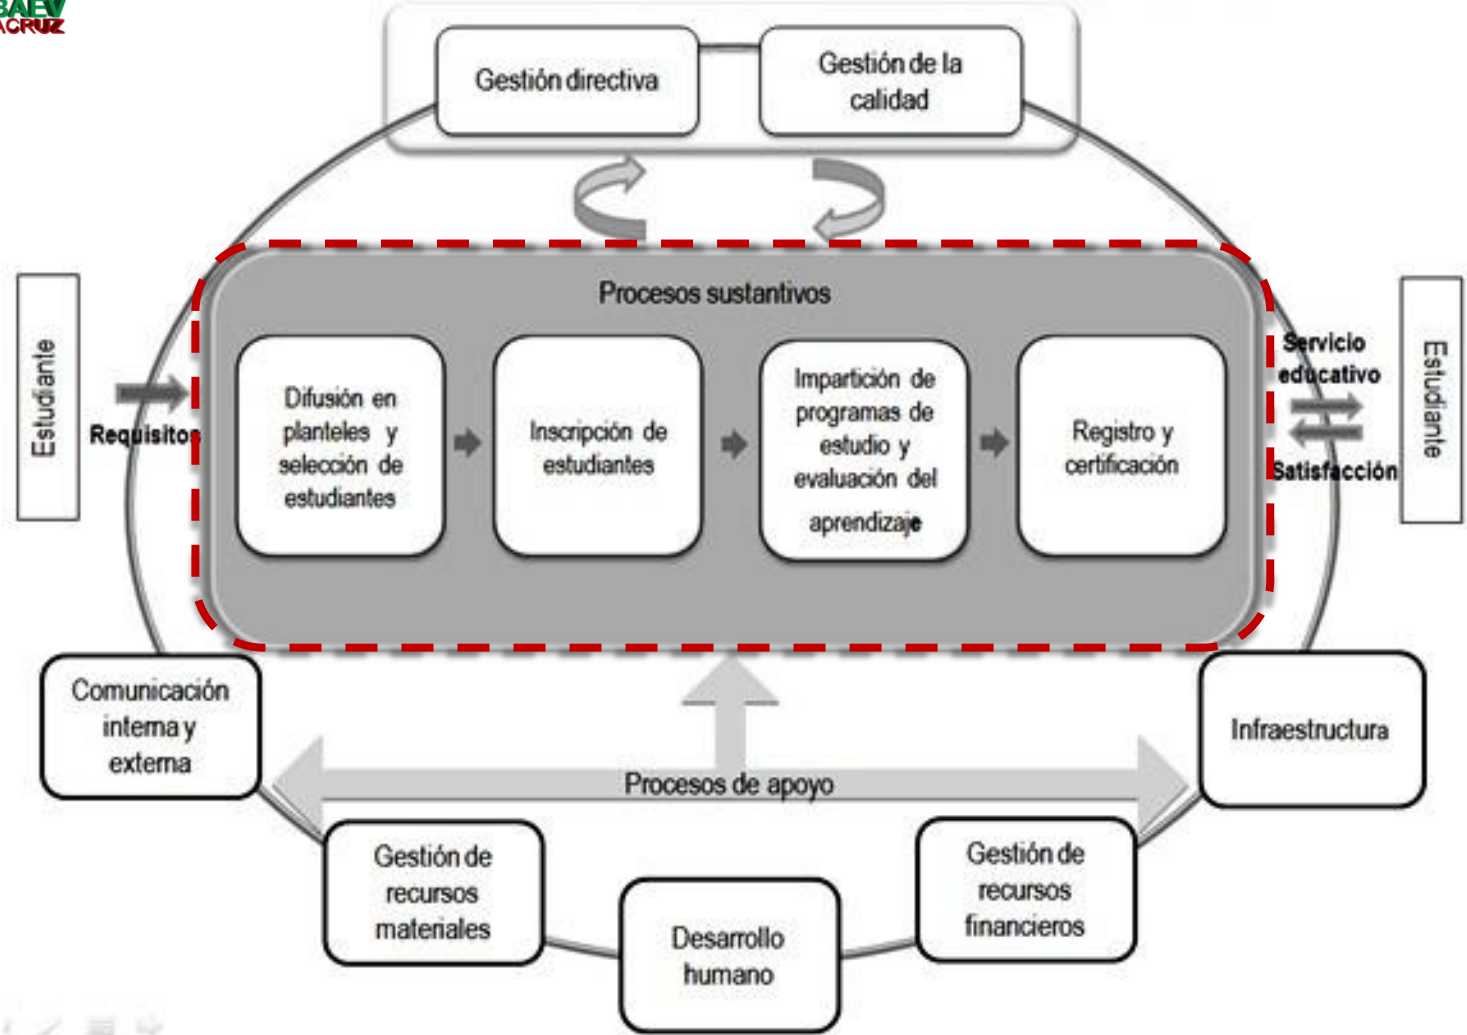 ACRUZ
Gestión directiva
Gestión de la
calidad
Procesos sustantivos
Estudiante
Requisitos
Difusión en
planteles y
selección de
estudiantes
Inscripción de
estudiantes
Impartición de
programas de
estudio y
evaluación del
aprendizaje
Registro y
certificación
Servicio
educativo
Satisfacción
Estudiante
Comunicación
interna y
externa
Infraestructura
Procesos de apoyo
Gestión de
recursos
materiales
Desarrollo
humano
Gestión de
recursos
financieros